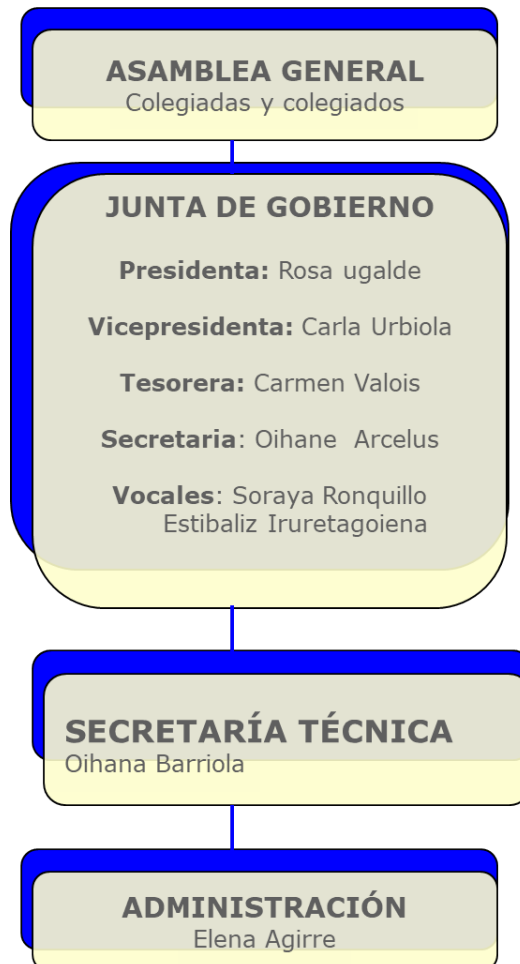 ASAMBLEA GENERAL
Colegiadas y colegiados
JUNTA DE GOBIERNO
Presidenta: Rosa ugalde
Vicepresidenta: Carla Urbiola
Tesorera: Carmen Valois
Secretaria: Oihane Arcelus
Vocales: Soraya Ronquillo
Estibaliz Iruretagoiena
SECRETARÍA TÉCNICA
Oihana Barriola
ADMINISTRACIÓN
Elena Agirre